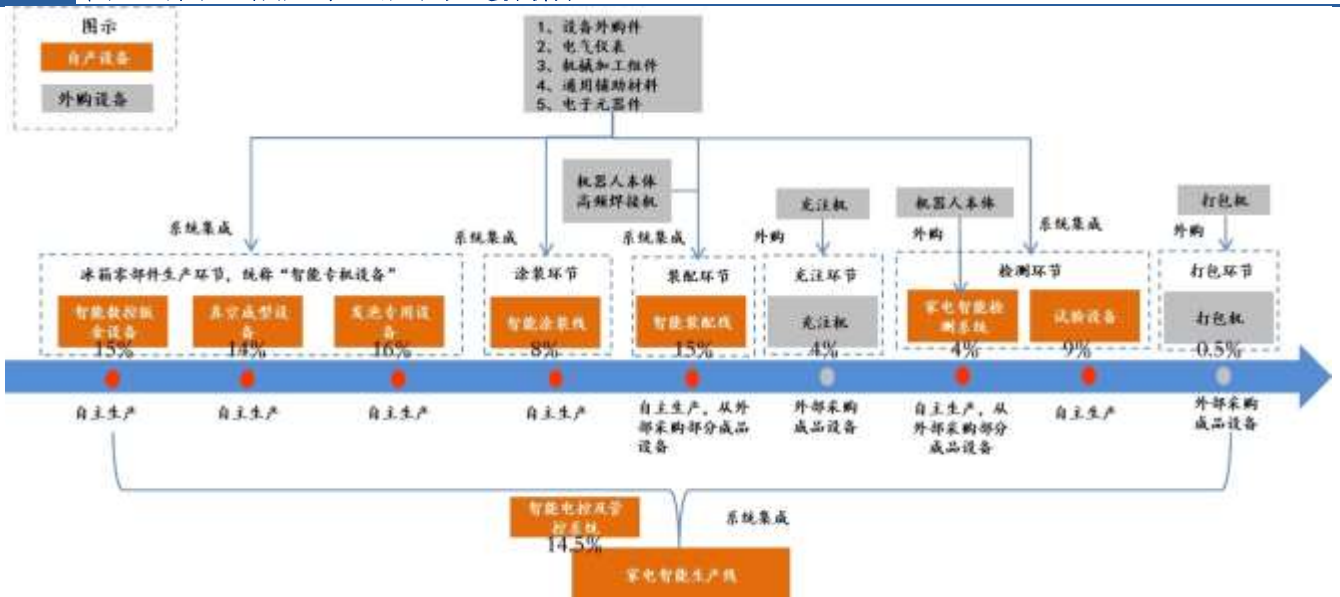 图示
自产设备
外购设备
1、设备外购件
2、电气仪表
3、机械加工组件
4、通用辅助材料
5、电子元器件
机器人本体
高频焊接机
充注机
机器人本体
打包机
系统集成
系统集成
系统集成
外购
外购
系统集成
外购
冰箱零部件生产环节，统称“智能专机设备”
涂装环节
装配环节
充注环节
检测环节
打包环节
智能数控钣
金设备
真空成型设
备
发泡专用设
备
智能涂装线
智能装配线
充注机
家电智能检
测系统
试验设备
打包机
15%
14%
16%
8%
15%
4%
4%
9%
0.5%
自主生产
自主生产
自主生产
自主生产
自主生产，从外
部采购部分成品
设备
外部采购
成品设备
自主生产，从
外部采购部分
成品设备
自主生产
外部采购
成品设备
智能电控及管
控系统
14.5%
系统集成
家电智能生产线